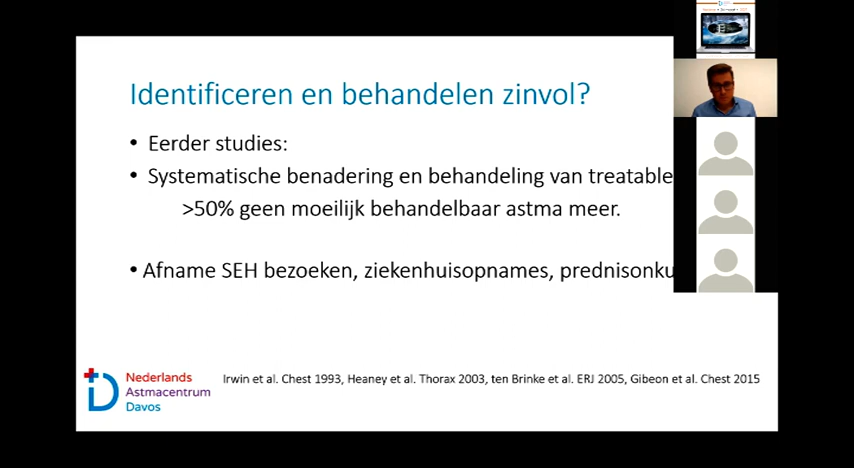 Identificeren en behandelen zinvol?
• Eerder studies:
• Systematische benadering en behandeling van treatable
>50% geen moeilijk behandelbaar astma meer.
• Afname SEH bezoeken, ziekenhuisopnames, prednisonku
Nederlands
Astmacentrum
Davos
Irwin et al. Chest 1993, Heaney et al. Thorax 2003, ten Brinke et al. ERJ 2005, Gibeon et al. Chest 2015